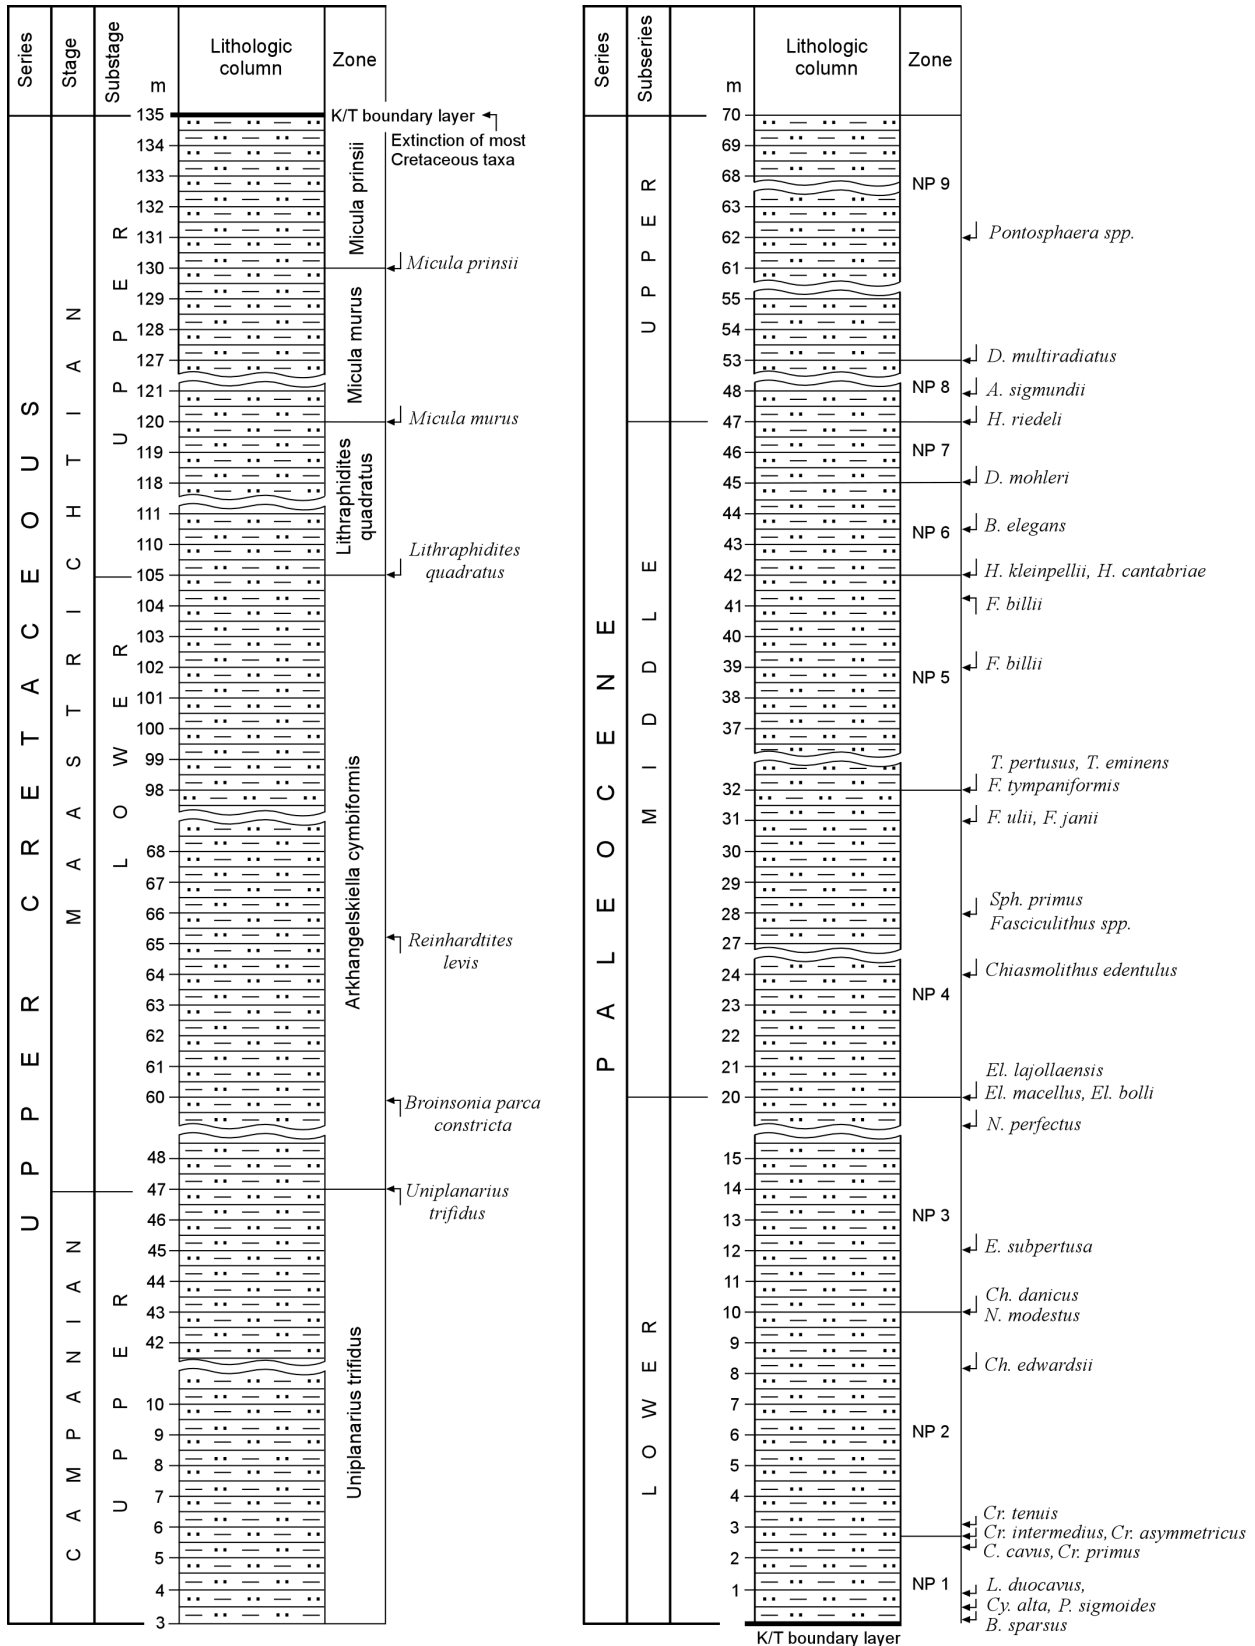 Series
Stage
Substage
m
Lithologic
column
Zone
UPPER CRETACEOUS
MAASTRICHTIAN
CAMPANIAN
UPPER
LOWER
UPPER
135
134
133
132
131
130
129
128
127
121
120
119
118
111
110
105
104
103
102
101
100
99
98
68
67
66
65
64
63
62
61
60
48
47
46
45
44
43
42
10
9
8
7
6
5
4
3
Micula prinsii
Micula murus
Lithraphidites
quadratus
Arkhangelskiella cymbiformis
Uniplanarius trifidus
K/T boundary layer
Extinction of most
Cretaceous taxa
Micula prinsii
Micula murus
Lithraphidites
quadratus
Reinhardtites
levis
Broinsonia parca
constricta
Uniplanarius
trifidus
Series
Subseries
m
Lithologic
column
Zone
PALEOCENE
UPPER
MIDDLE
LOWER
70
69
68
63
62
61
55
54
53
48
47
46
45
44
43
42
41
40
39
38
37
32
31
30
29
28
27
24
23
22
21
20
15
14
13
12
11
10
9
8
7
6
5
4
3
2
1
NP 9
NP 8
NP 7
NP 6
NP 5
NP 4
NP 3
NP 2
NP 1
Pontosphaera spp.
D. multiradiatus
A. sigmundii
H. riedeli
D. mohleri
B. elegans
H. kleinpellii, H. cantabriae
F. billii
F. billii
T. pertusus, T. eminens
F. tympaniformis
F. ulii, F. janii
Sph. primus
Fasciculithus spp.
Chiasmolithus edentulus
El. lajollaensis
El. macellus, El. bolli
N. perfectus
E. subpertusa
Ch. danicus
N. modestus
Ch. edwardsii
Cr. tenuis
Cr. intermedius, Cr. asymmetricus
C. cavus, Cr. primus
L. duocavus,
Cy. alta, P. sigmoides
B. sparsus
K/T boundary layer